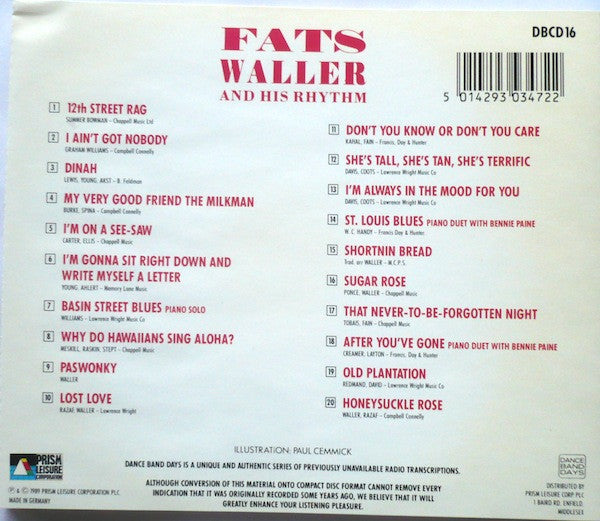 FATS
WALLER
AND HIS RHYTHM
DBCD16
5 014293 034722
1 12th STREET RAG
SUMMER BOWMAN - Chappell Music Ltd
2 I AIN'T GOT NOBODY
GRAHAM WILLIAMS - Campbell Connelly
3 DINAH
LEWIS, YOUNG, AKST - B. Feldman
4 MY VERY GOOD FRIEND THE MILKMAN
BURKE, SPINA - Campbell Connelly
5 I'M ON A SEE-SAW
CARTER, ELLIS - Chappell Music
6 I'M GONNA SIT RIGHT DOWN AND
WRITE MYSELF A LETTER
YOUNG, AHLERT - Memory Lane Music
7 BASIN STREET BLUES PIANO SOLO
WILLIAMS - Lawrence Wright Music Co
8 WHY DO HAWAIIANS SING ALOHA?
MESKILL, RASKIN, STEPT - Chappell Music
9 PASWONKY
WALLER
10 LOST LOVE
RAZAF, WALLER - Lawrence Wright
11 DON'T YOU KNOW OR DON'T YOU CARE
KAHAL, FAIN - Francis, Day & Hunter
12 SHE'S TALL, SHE'S TAN, SHE'S TERRIFIC
DAVIS, COOTS - Lawrence Wright Music Co
13 I'M ALWAYS IN THE MOOD FOR YOU
DAVIS, COOTS - Lawrence Wright Music Co
14 ST. LOUIS BLUES PIANO DUET WITH BENNIE PAINE
W.C. HANDY - Francis Day & Hunter
15 SHORTNIN BREAD
Trad. arr WALLER - M.C.P.S.
16 SUGAR ROSE
PONCE, WALKER - Chappell Music
17 THAT NEVER-TO-BE-FORGOTTEN NIGHT
TOBAIS, FAIN - Francis, Day & Hunter
18 AFTER YOU'VE GONE PIANO DUET WITH BENNIE PAINE
CREAMER, LAYTON - Francis, Day & Hunter
19 OLD PLANTATION
REDMAND, DAVID - Lawrence Wright Music Co
20 HONEYSUCKLE ROSE
WALLER, RAZAF - Campbell Connelly
ILLUSTRATION: PAUL CEMMICK
DANCE BAND DAYS IS A UNIQUE AND AUTHENTIC SERIES OF PREVIOUSLY UNAVAILABLE RADIO TRANSCRIPTIONS.
ALTHOUGH CONVERSION OF THIS MATERIAL ONTO COMPACT DISC FORMAT CANNOT REMOVE EVERY
INDICATION THAT IT WAS ORIGINALLY RECORDED SOME YEARS AGO, WE BELIEVE THAT IT WILL
GREATLY ENHANCE YOUR LISTENING PLEASURE.
PRISM
LEISURE
CORPORATION
℗ & © 1989 PRISM LEISURE CORPORATION PLC.
MADE IN GERMANY
DANCE
BAND
DAYS
DISTRIBUTED BY
PRISM LEISURE CORP PLC
1 BAIRD RD, ENFIELD,
MIDDLESEX